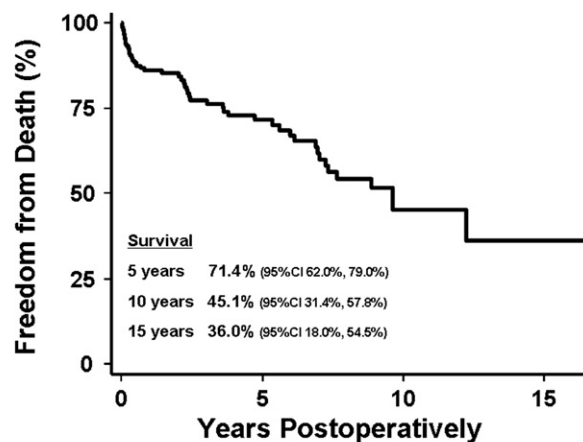 Freedom from Death (%)
100
75
50
25
0
Survival
5 years 71.4% (95%CI 62.0%, 79.0%)
10 years 45.1% (95%CI 31.4%, 57.8%)
15 years 36.0% (95%CI 18.0%, 54.5%)
0 5 10 15
Years Postoperatively